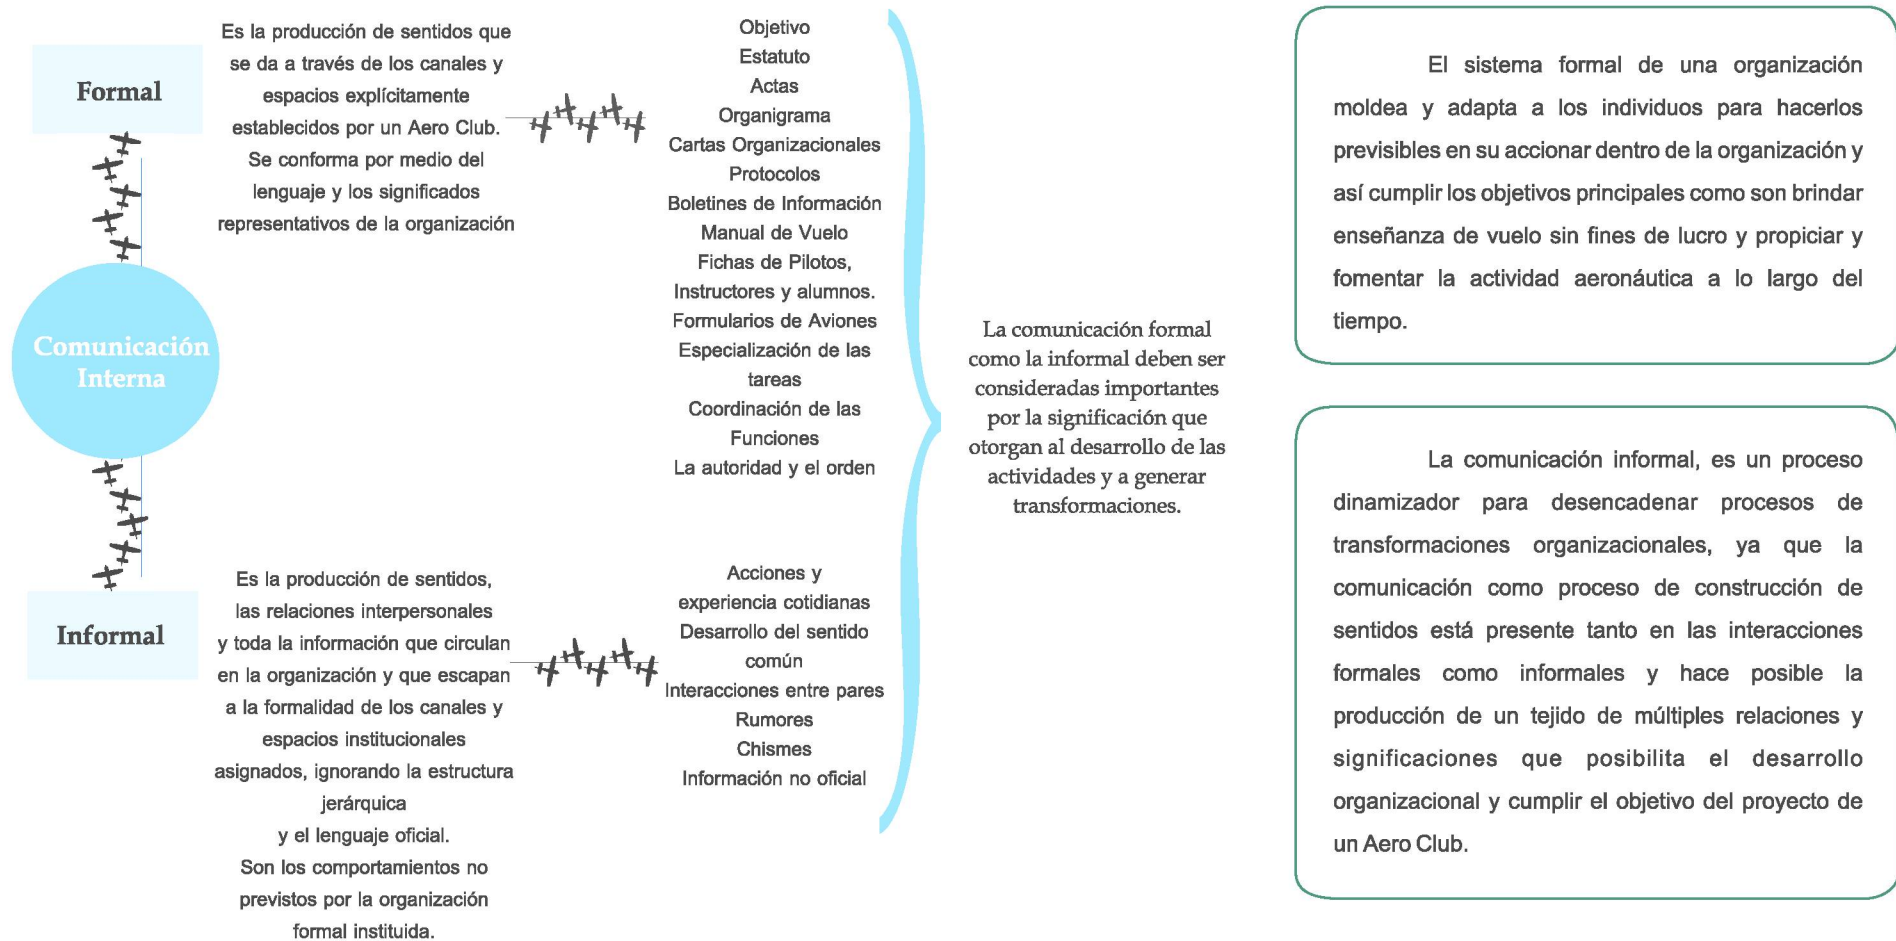 Formal
Es la producción de sentidos que
se da a través de los canales y
espacios explícitamente
establecidos por un Aero Club.
Se conforma por medio del
lenguaje y los significados
representativos de la organización
Objetivo
Estatuto
Actas
Organigrama
Cartas Organizacionales
Protocolos
Boletines de Información
Manual de Vuelo
Fichas de Pilotos,
Instructores y alumnos.
Formularios de Aviones
Especialización de las
tareas
Coordinación de las
Funciones
La autoridad y el orden
Comunicación
Interna
Informal
Es la producción de sentidos,
las relaciones interpersonales
y toda la información que circulan
en la organización y que escapan
a la formalidad de los canales y
espacios institucionales
asignados, ignorando la estructura
jerárquica
y el lenguaje oficial.
Son los comportamientos no
previstos por la organización
formal instituida.
Acciones y
experiencia cotidianas
Desarrollo del sentido
común
Interacciones entre pares
Rumores
Chismes
Información no oficial
La comunicación formal
como la informal deben ser
consideradas importantes
por la significación que
otorgan al desarrollo de las
actividades y a generar
transformaciones.
El sistema formal de una organización
moldea y adapta a los individuos para hacerlos
previsibles en su accionar dentro de la organización y
así cumplir los objetivos principales como son brindar
enseñanza de vuelo sin fines de lucro y propiciar y
fomentar la actividad aeronáutica a lo largo del
tiempo.
La comunicación informal, es un proceso
dinamizador para desencadenar procesos de
transformaciones organizacionales, ya que la
comunicación como proceso de construcción de
sentidos está presente tanto en las interacciones
formales como informales y hace posible la
producción de un tejido de múltiples relaciones y
significaciones que posibilita el desarrollo
organizacional y cumplir el objetivo del proyecto de
un Aero Club.